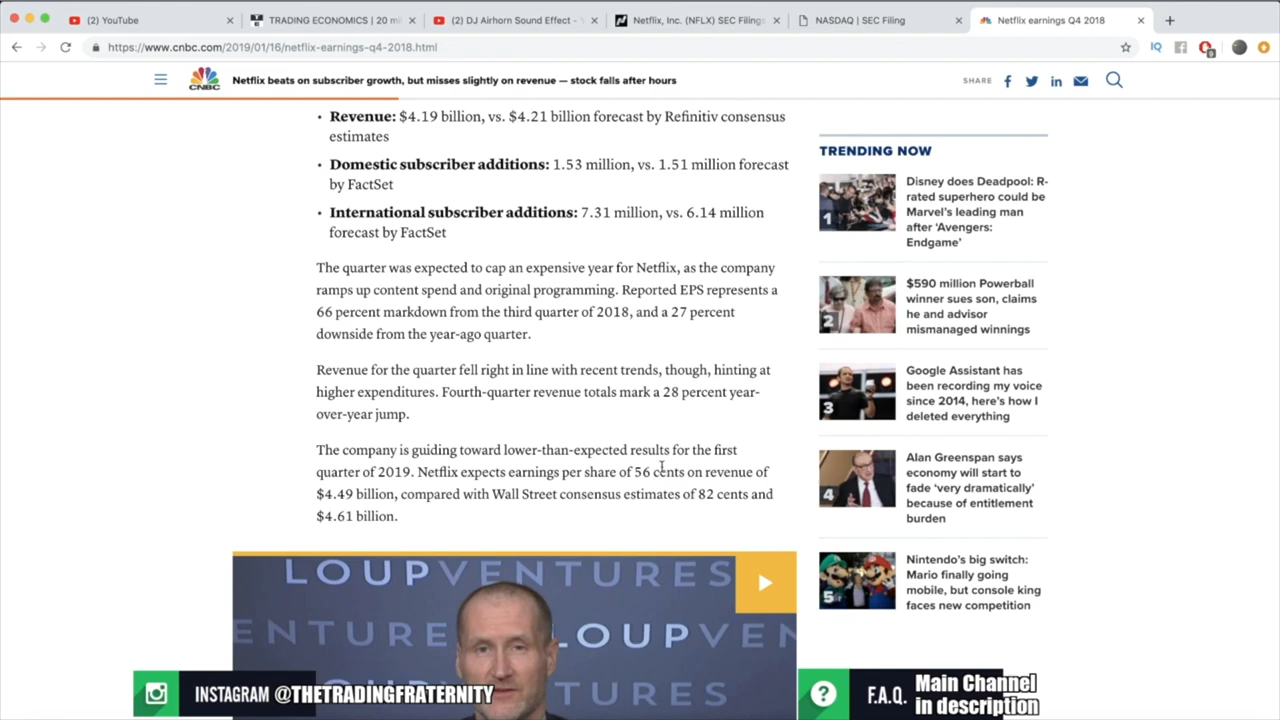 (2) YouTube
TRADING ECONOMICS | 20 mi
(2) DJ Airhorn Sound Effect -
Netflix, Inc. (NFLX) SEC Filings
NASDAQ | SEC Filing
Netflix earnings Q4 2018
https://www.cnbc.com/2019/01/16/netflix-earnings-q4-2018.html
IQ
9
CNBC
Netflix beats on subscriber growth, but misses slightly on revenue — stock falls after hours
SHARE
• Revenue: $4.19 billion, vs. $4.21 billion forecast by Refinitiv consensus
estimates
• Domestic subscriber additions: 1.53 million, vs. 1.51 million forecast
by FactSet
• International subscriber additions: 7.31 million, vs. 6.14 million
forecast by FactSet
The quarter was expected to cap an expensive year for Netflix, as the company
ramps up content spend and original programming. Reported EPS represents a
66 percent markdown from the third quarter of 2018, and a 27 percent
downside from the year-ago quarter.
Revenue for the quarter fell right in line with recent trends, though, hinting at
higher expenditures. Fourth-quarter revenue totals mark a 28 percent year-
over-year jump.
The company is guiding toward lower-than-expected results for the first
quarter of 2019. Netflix expects earnings per share of 56 cents on revenue of
$4.49 billion, compared with Wall Street consensus estimates of 82 cents and
$4.61 billion.
LOUPVENTURES
ENTURE
LOUPVEN
TURES
TRENDING NOW
1
Disney does Deadpool: R-
rated superhero could be
Marvel's leading man
after 'Avengers:
Endgame'
2
$590 million Powerball
winner sues son, claims
he and advisor
mismanaged winnings
3
Google Assistant has
been recording my voice
since 2014, here's how I
deleted everything
4
Alan Greenspan says
economy will start to
fade 'very dramatically'
because of entitlement
burden
5
Nintendo's big switch:
Mario finally going
mobile, but console king
faces new competition
INSTAGRAM @THETRADINGFRATERNITY
? F.A.Q. Main Channel
in description